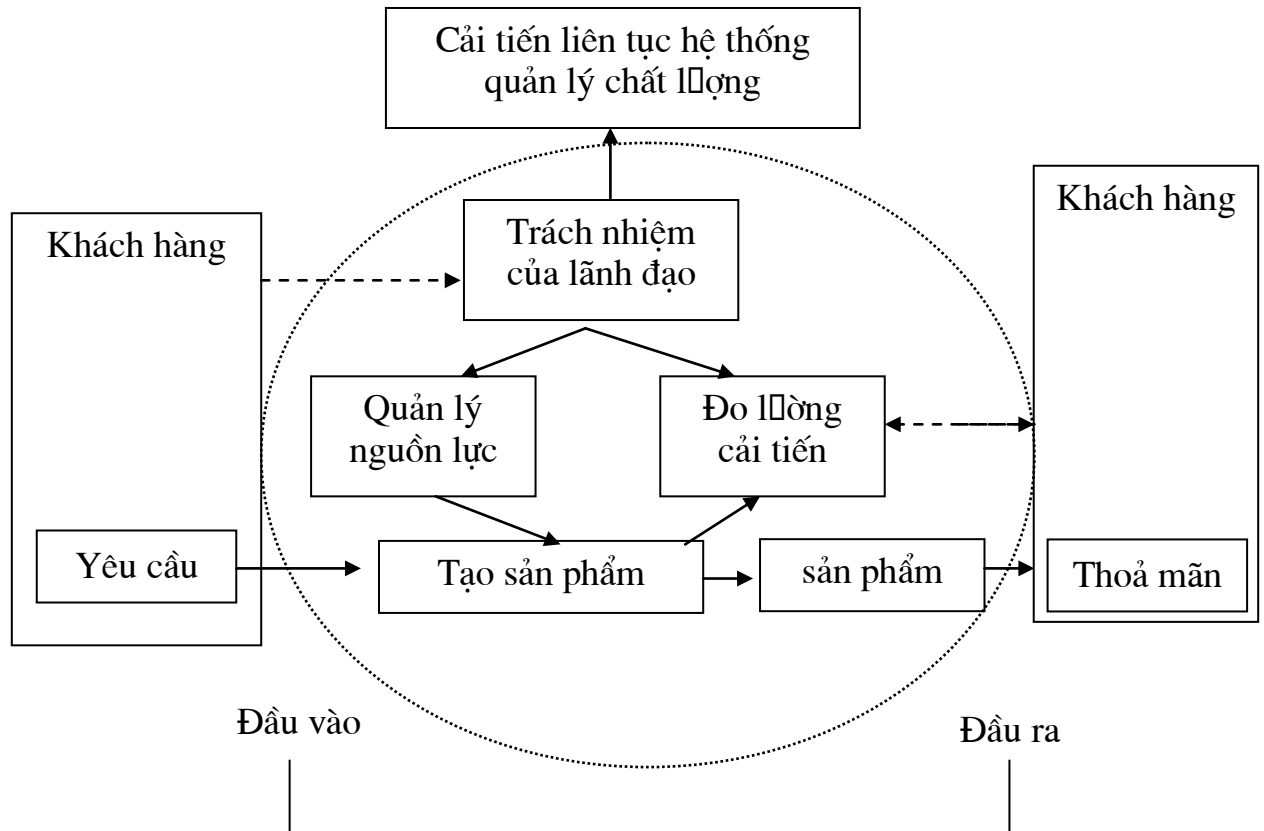 Cải tiến liên tục hệ thống
quản lý chất l□ợng
Khách hàng
Trách nhiệm
của lãnh đạo
Khách hàng
Quản lý
nguồn lực
Đo l□ờng
cải tiến
Yêu cầu
Tạo sản phẩm
sản phẩm
Thoả mãn
Đầu vào
Đầu ra